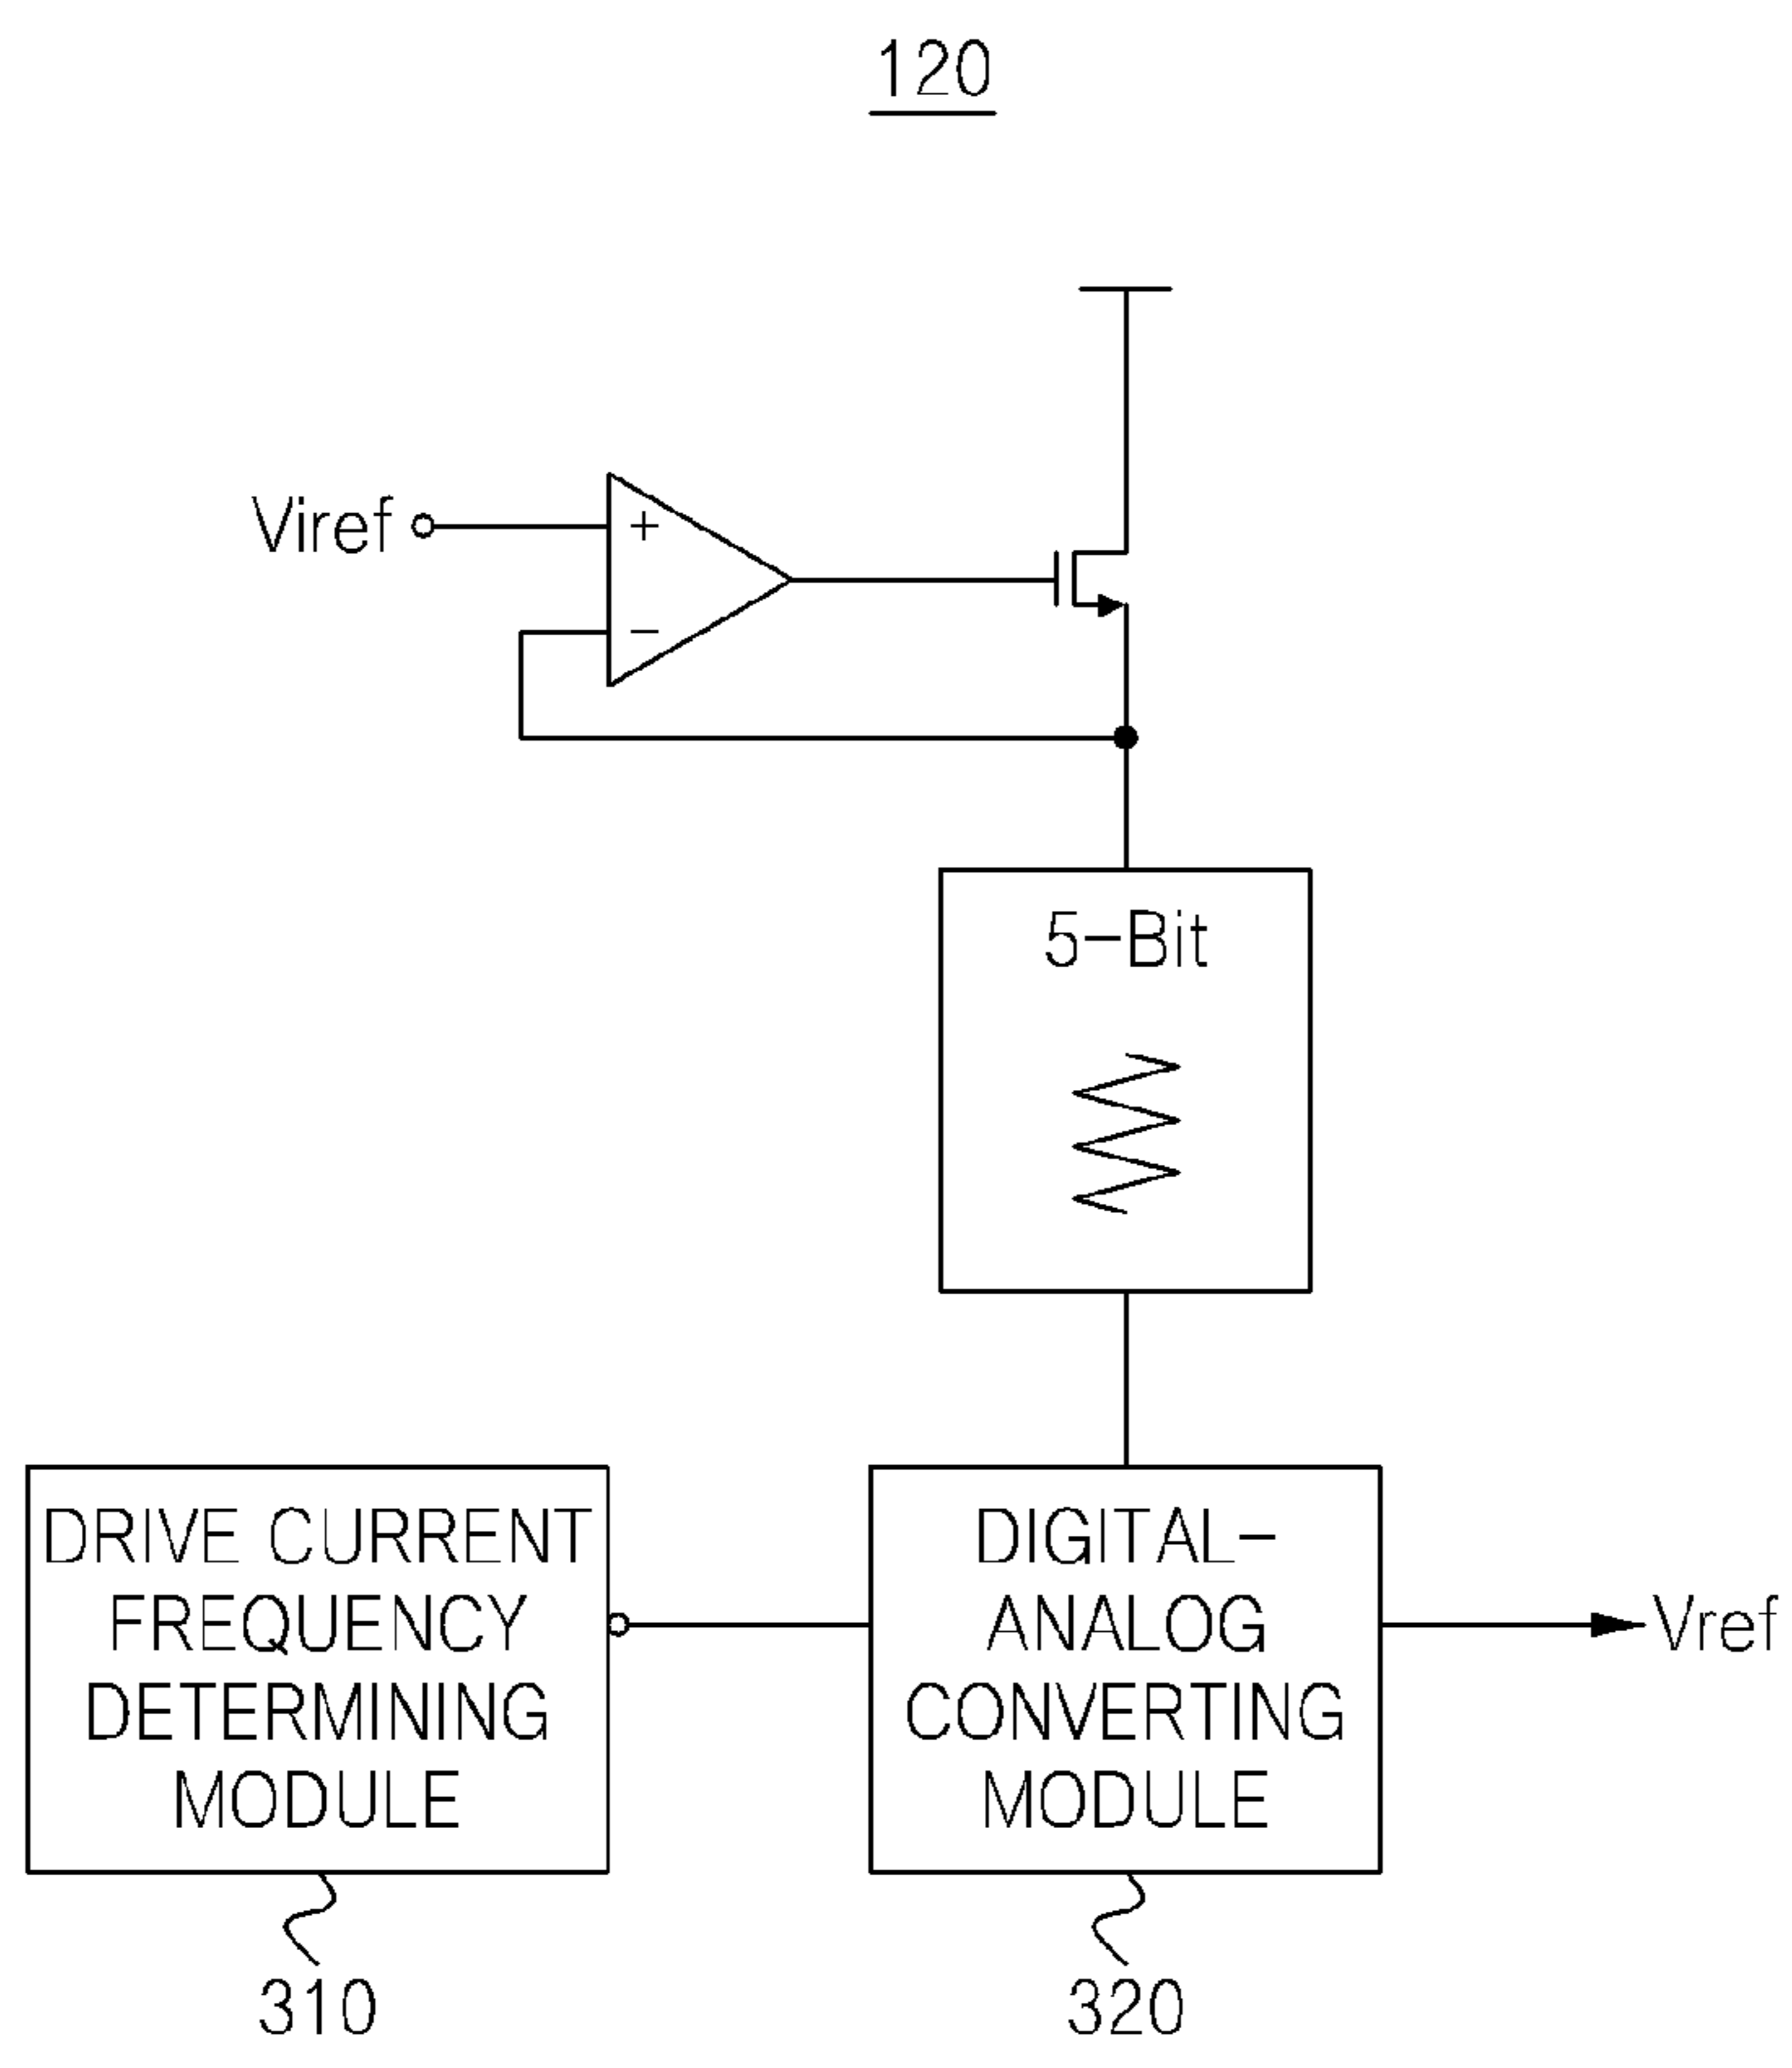 120
Viref
+
−
5-Bit
DRIVE CURRENT
FREQUENCY
DETERMINING
MODULE
DIGITAL-
ANALOG
CONVERTING
MODULE
Vref
310
320